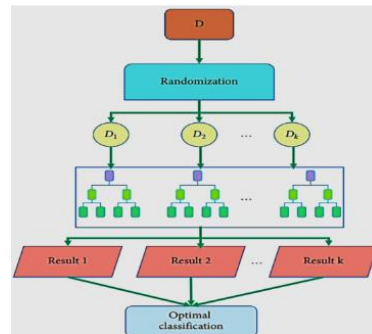 D
Randomization
D₁ D₂ ... Dₖ
...
Result 1 Result 2 ... Result k
Optimal
classification